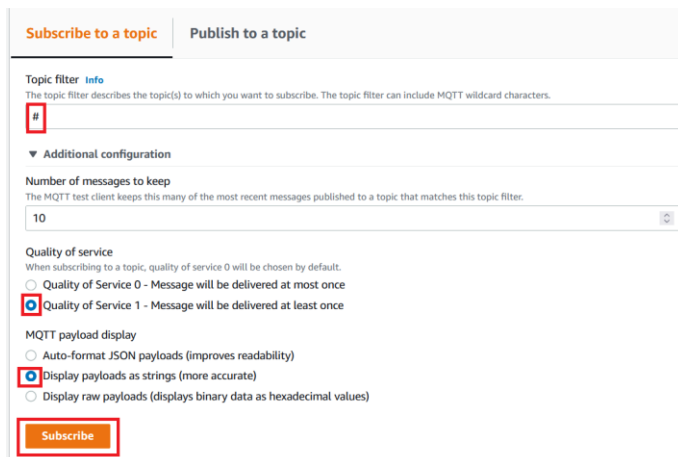 Subscribe to a topic
Publish to a topic
Topic filter Info
The topic filter describes the topic(s) to which you want to subscribe. The topic filter can include MQTT wildcard characters.
#
Additional configuration
Number of messages to keep
The MQTT test client keeps this many of the most recent messages published to a topic that matches this topic filter.
10
Quality of service
When subscribing to a topic, quality of service 0 will be chosen by default.
Quality of Service 0 - Message will be delivered at most once
Quality of Service 1 - Message will be delivered at least once
MQTT payload display
Auto-format JSON payloads (improves readability)
Display payloads as strings (more accurate)
Display raw payloads (displays binary data as hexadecimal values)
Subscribe